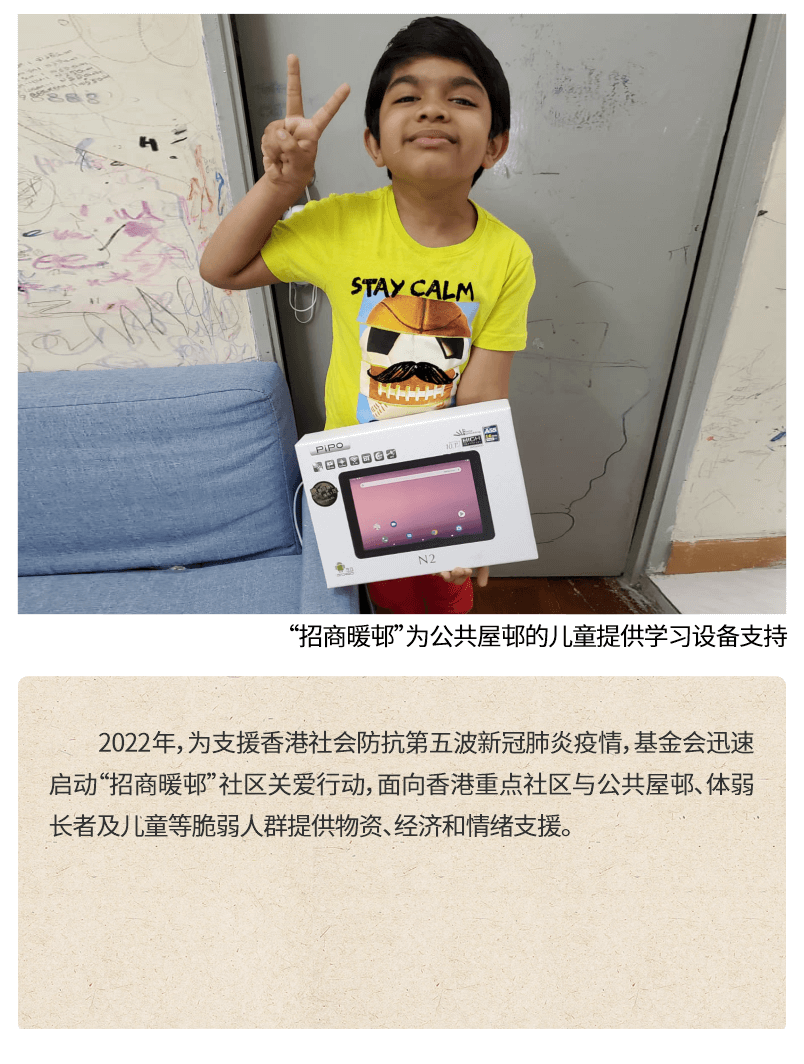 STAY CALM
PiPO
N2
“招商暖邨”为公共屋邨的儿童提供学习设备支持
2022年，为支援香港社会防抗第五波新冠肺炎疫情，基金会迅速
启动“招商暖邨”社区关爱行动，面向香港重点社区与公共屋邨、体弱
长者及儿童等脆弱人群提供物资、经济和情绪支援。